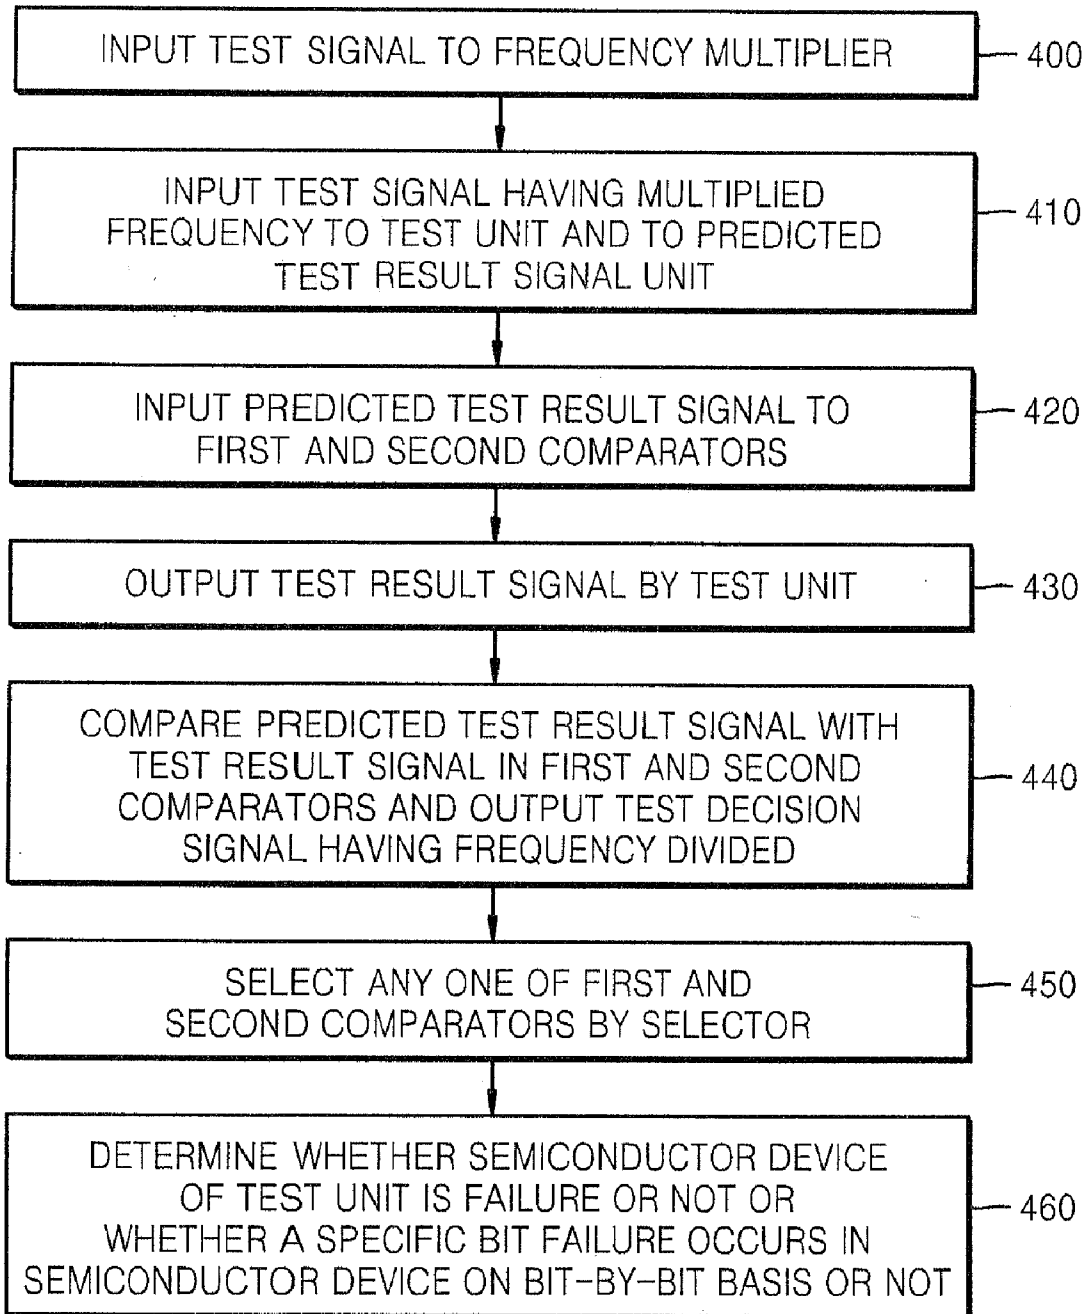 INPUT TEST SIGNAL TO FREQUENCY MULTIPLIER
400
INPUT TEST SIGNAL HAVING MULTIPLIED
FREQUENCY TO TEST UNIT AND TO PREDICTED
TEST RESULT SIGNAL UNIT
410
INPUT PREDICTED TEST RESULT SIGNAL TO
FIRST AND SECOND COMPARATORS
420
OUTPUT TEST RESULT SIGNAL BY TEST UNIT
430
COMPARE PREDICTED TEST RESULT SIGNAL WITH
TEST RESULT SIGNAL IN FIRST AND SECOND
COMPARATORS AND OUTPUT TEST DECISION
SIGNAL HAVING FREQUENCY DIVIDED
440
SELECT ANY ONE OF FIRST AND
SECOND COMPARATORS BY SELECTOR
450
DETERMINE WHETHER SEMICONDUCTOR DEVICE
OF TEST UNIT IS FAILURE OR NOT OR
WHETHER A SPECIFIC BIT FAILURE OCCURS IN
SEMICONDUCTOR DEVICE ON BIT-BY-BIT BASIS OR NOT
460